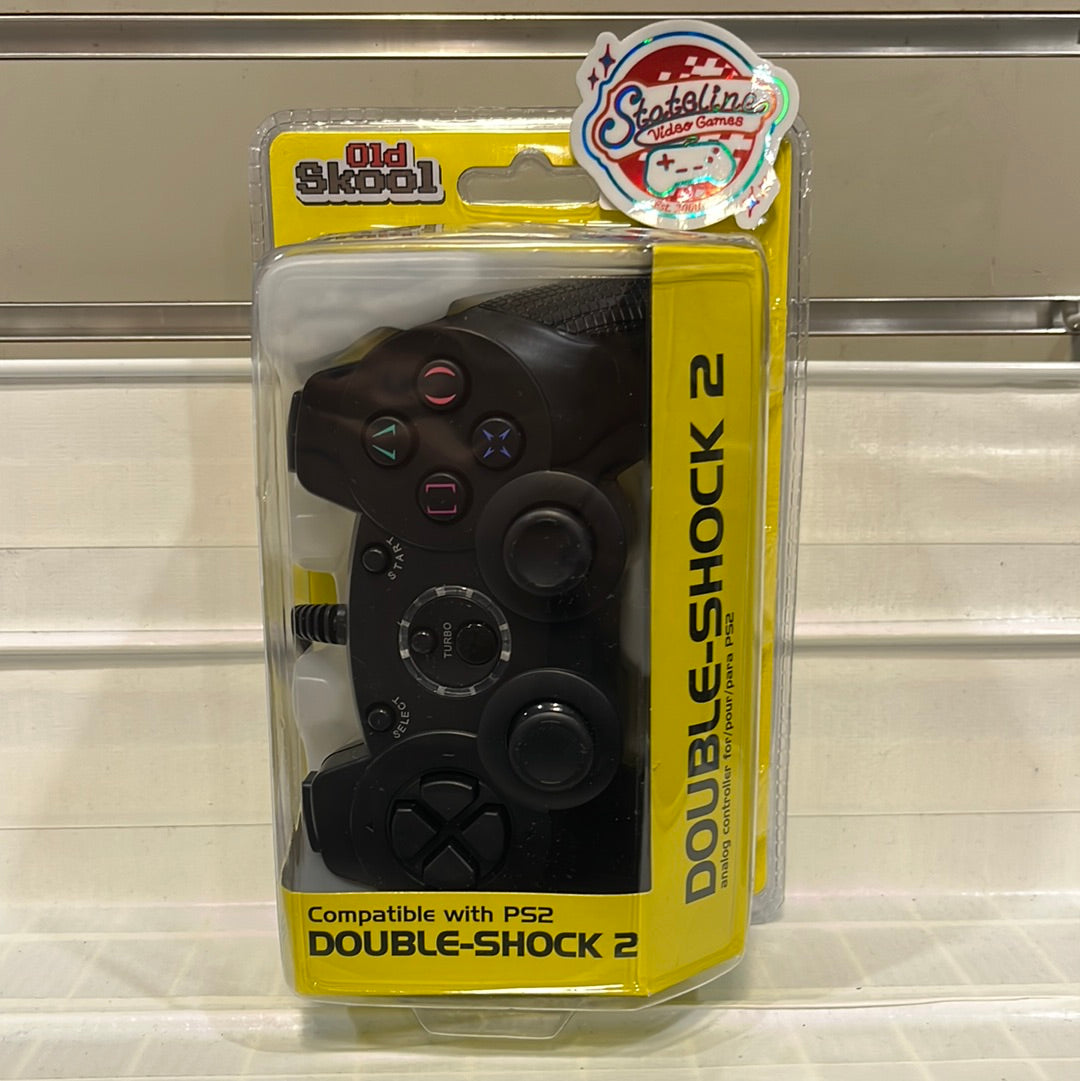 Old
Skool
Stateline
Video Games
START
TURBO
SELECT
DOUBLE-SHOCK 2
analog controller for/pour/para PS2
Compatible with PS2
DOUBLE-SHOCK 2